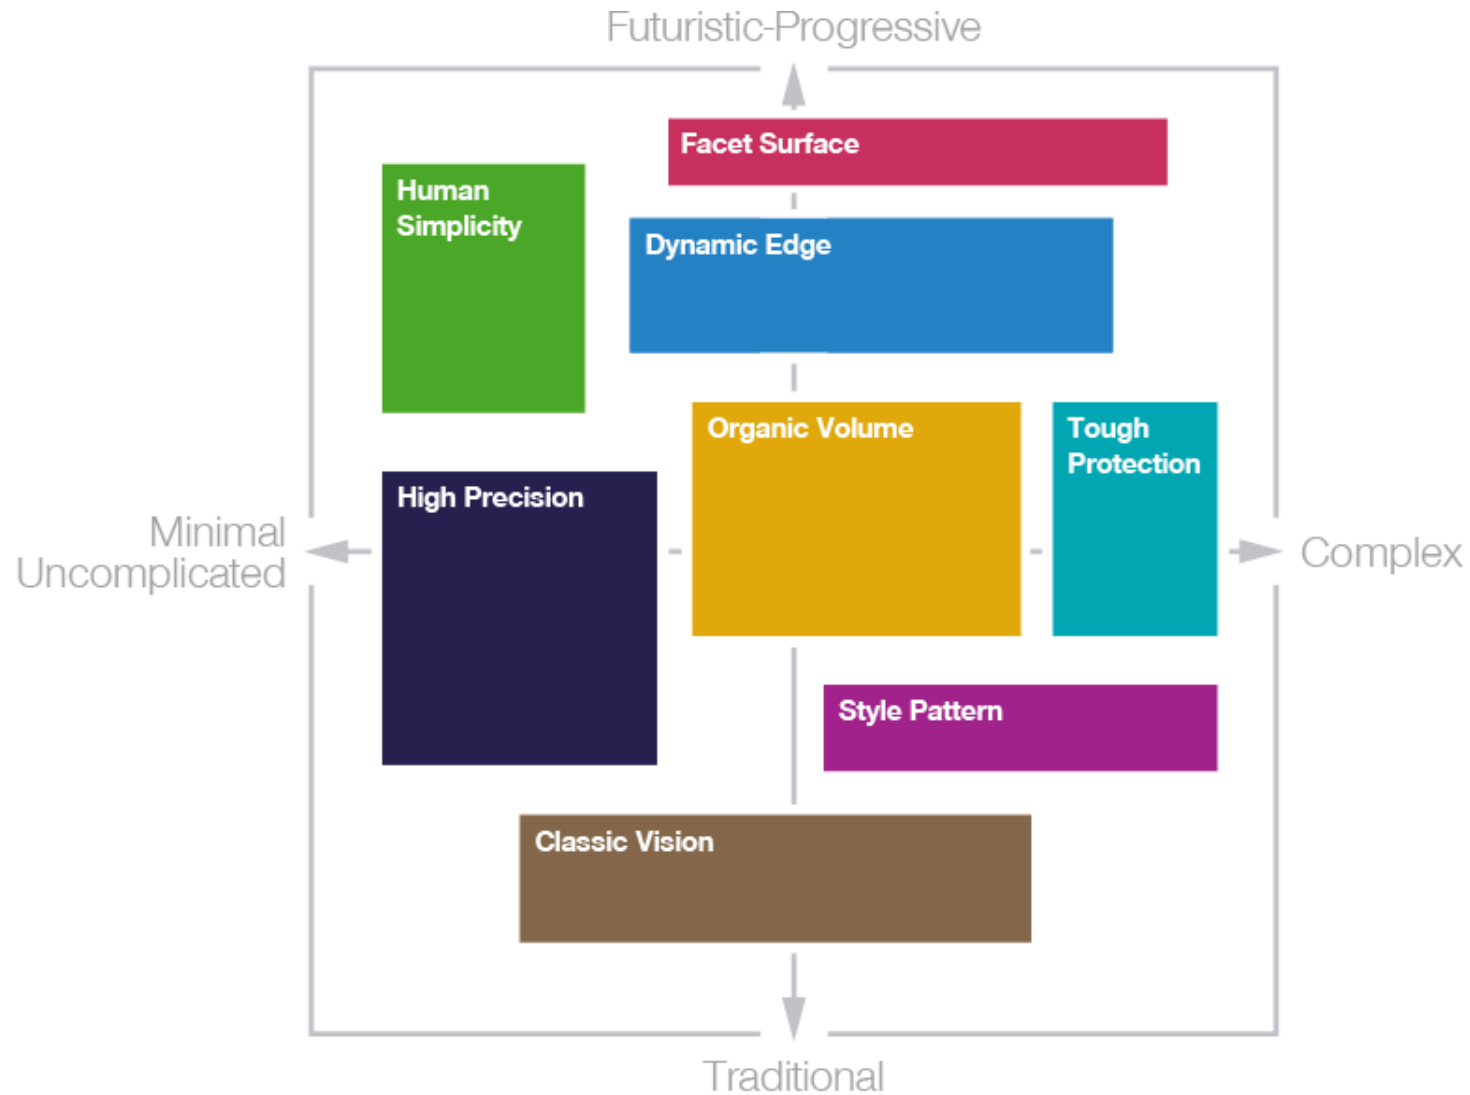 Futuristic-Progressive
Facet Surface
Human
Simplicity
Dynamic Edge
Organic Volume
Tough
Protection
High Precision
Minimal
Uncomplicated
Complex
Style Pattern
Classic Vision
Traditional